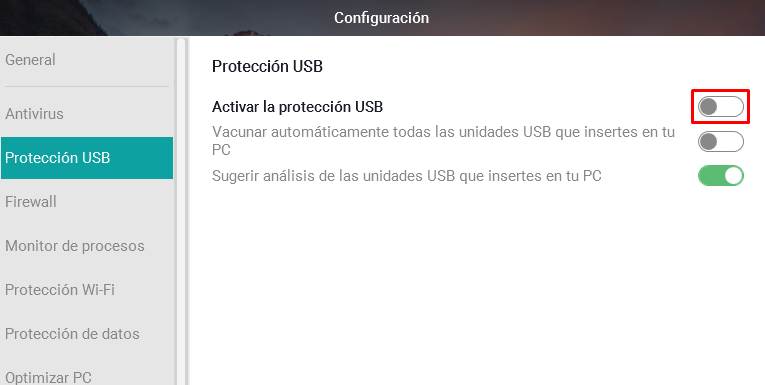 Configuración
General
Antivirus
Protección USB
Firewall
Monitor de procesos
Protección Wi-Fi
Protección de datos
Optimizar PC
Protección USB
Activar la protección USB
Vacunar automáticamente todas las unidades USB que insertes en tu
PC
Sugerir análisis de las unidades USB que insertes en tu PC